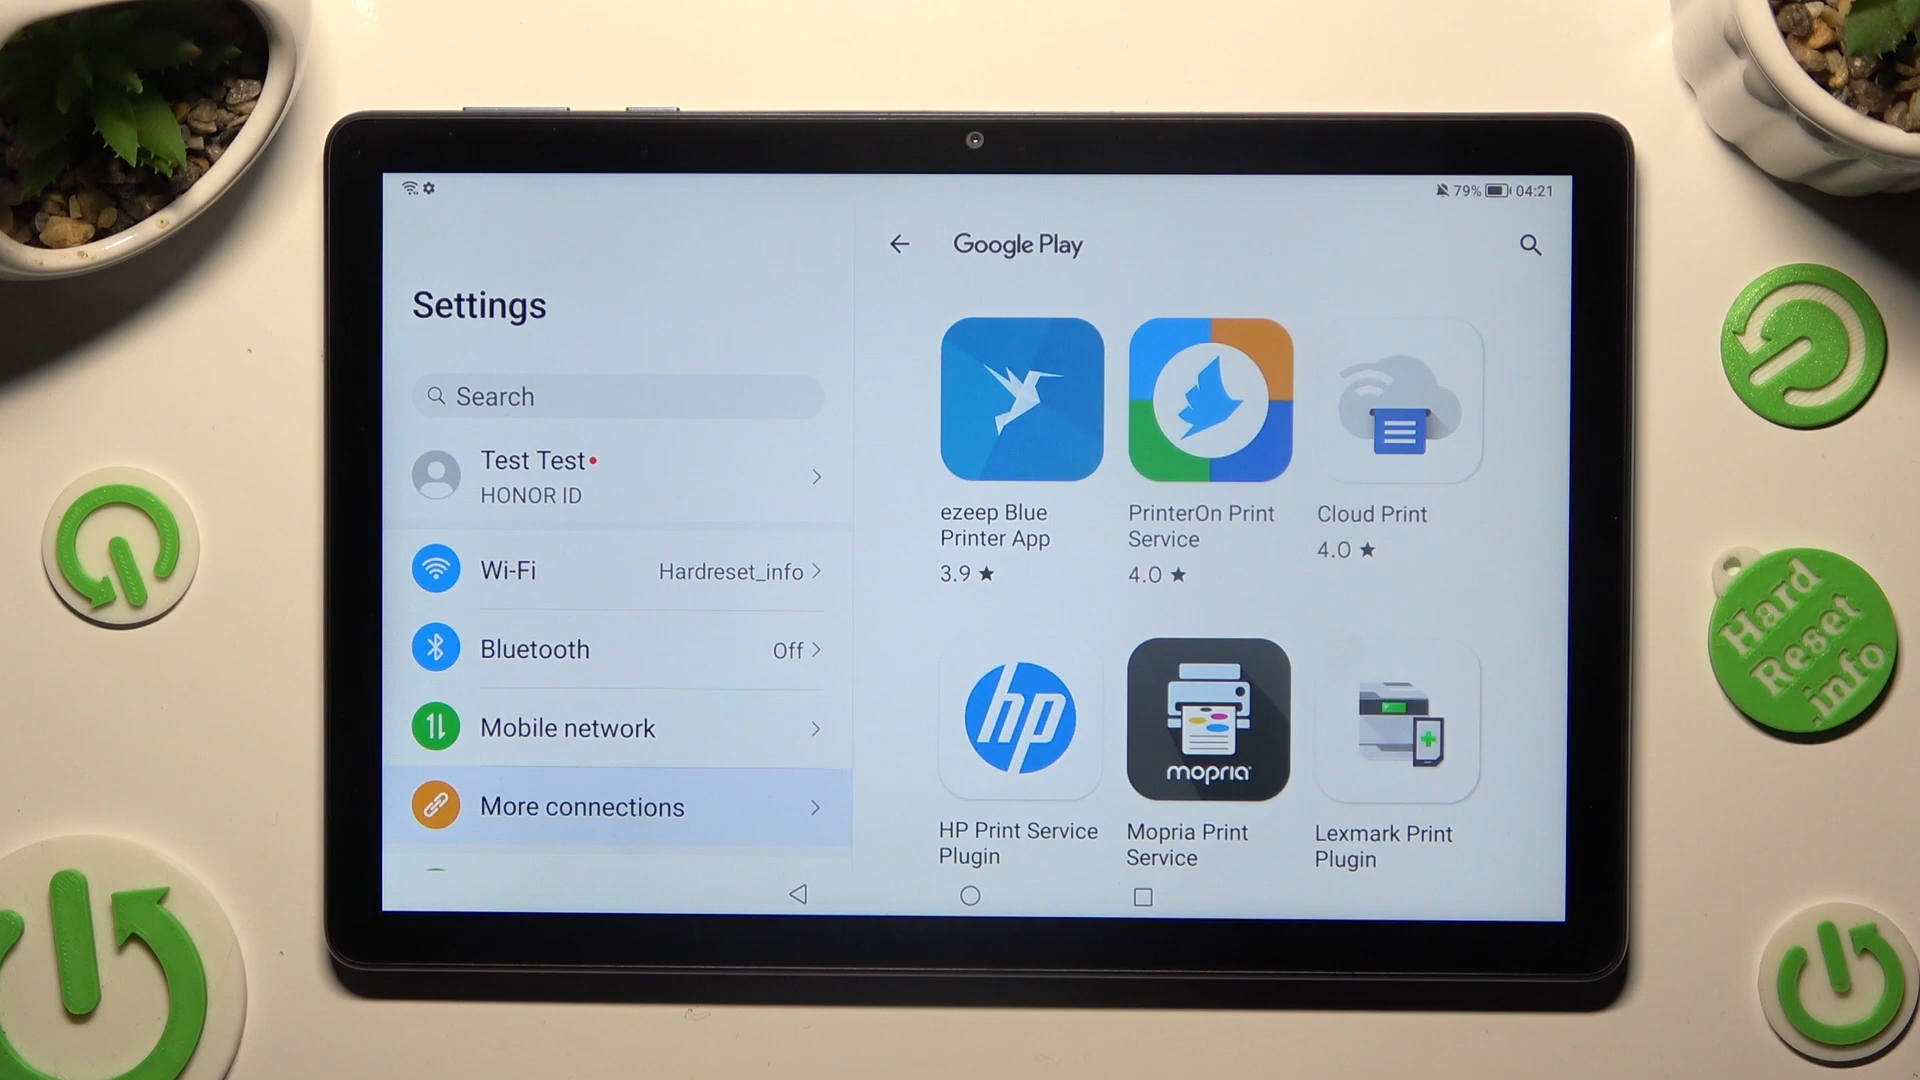 79% 04:21
Settings
Search
Test Test
HONOR ID
Wi-Fi Hardreset_info
Bluetooth Off
Mobile network
More connections
Google Play
ezeep Blue
Printer App
3.9 ★
PrinterOn Print
Service
4.0 ★
Cloud Print
4.0 ★
hp
HP Print Service
Plugin
mopria
Mopria Print
Service
Lexmark Print
Plugin
Hard
Reset
.info